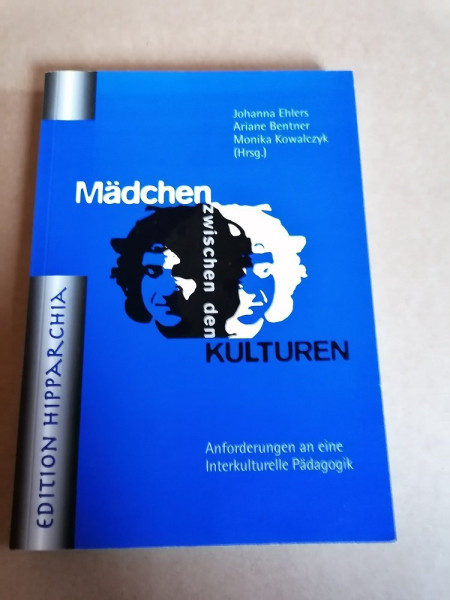 Johanna Ehlers
Ariane Bentner
Monika Kowalczyk
(Hrsg.)
Mädchen
zwischen den
KULTUREN
Anforderungen an eine
Interkulturelle Pädagogik
EDITION HIPPARCHIA